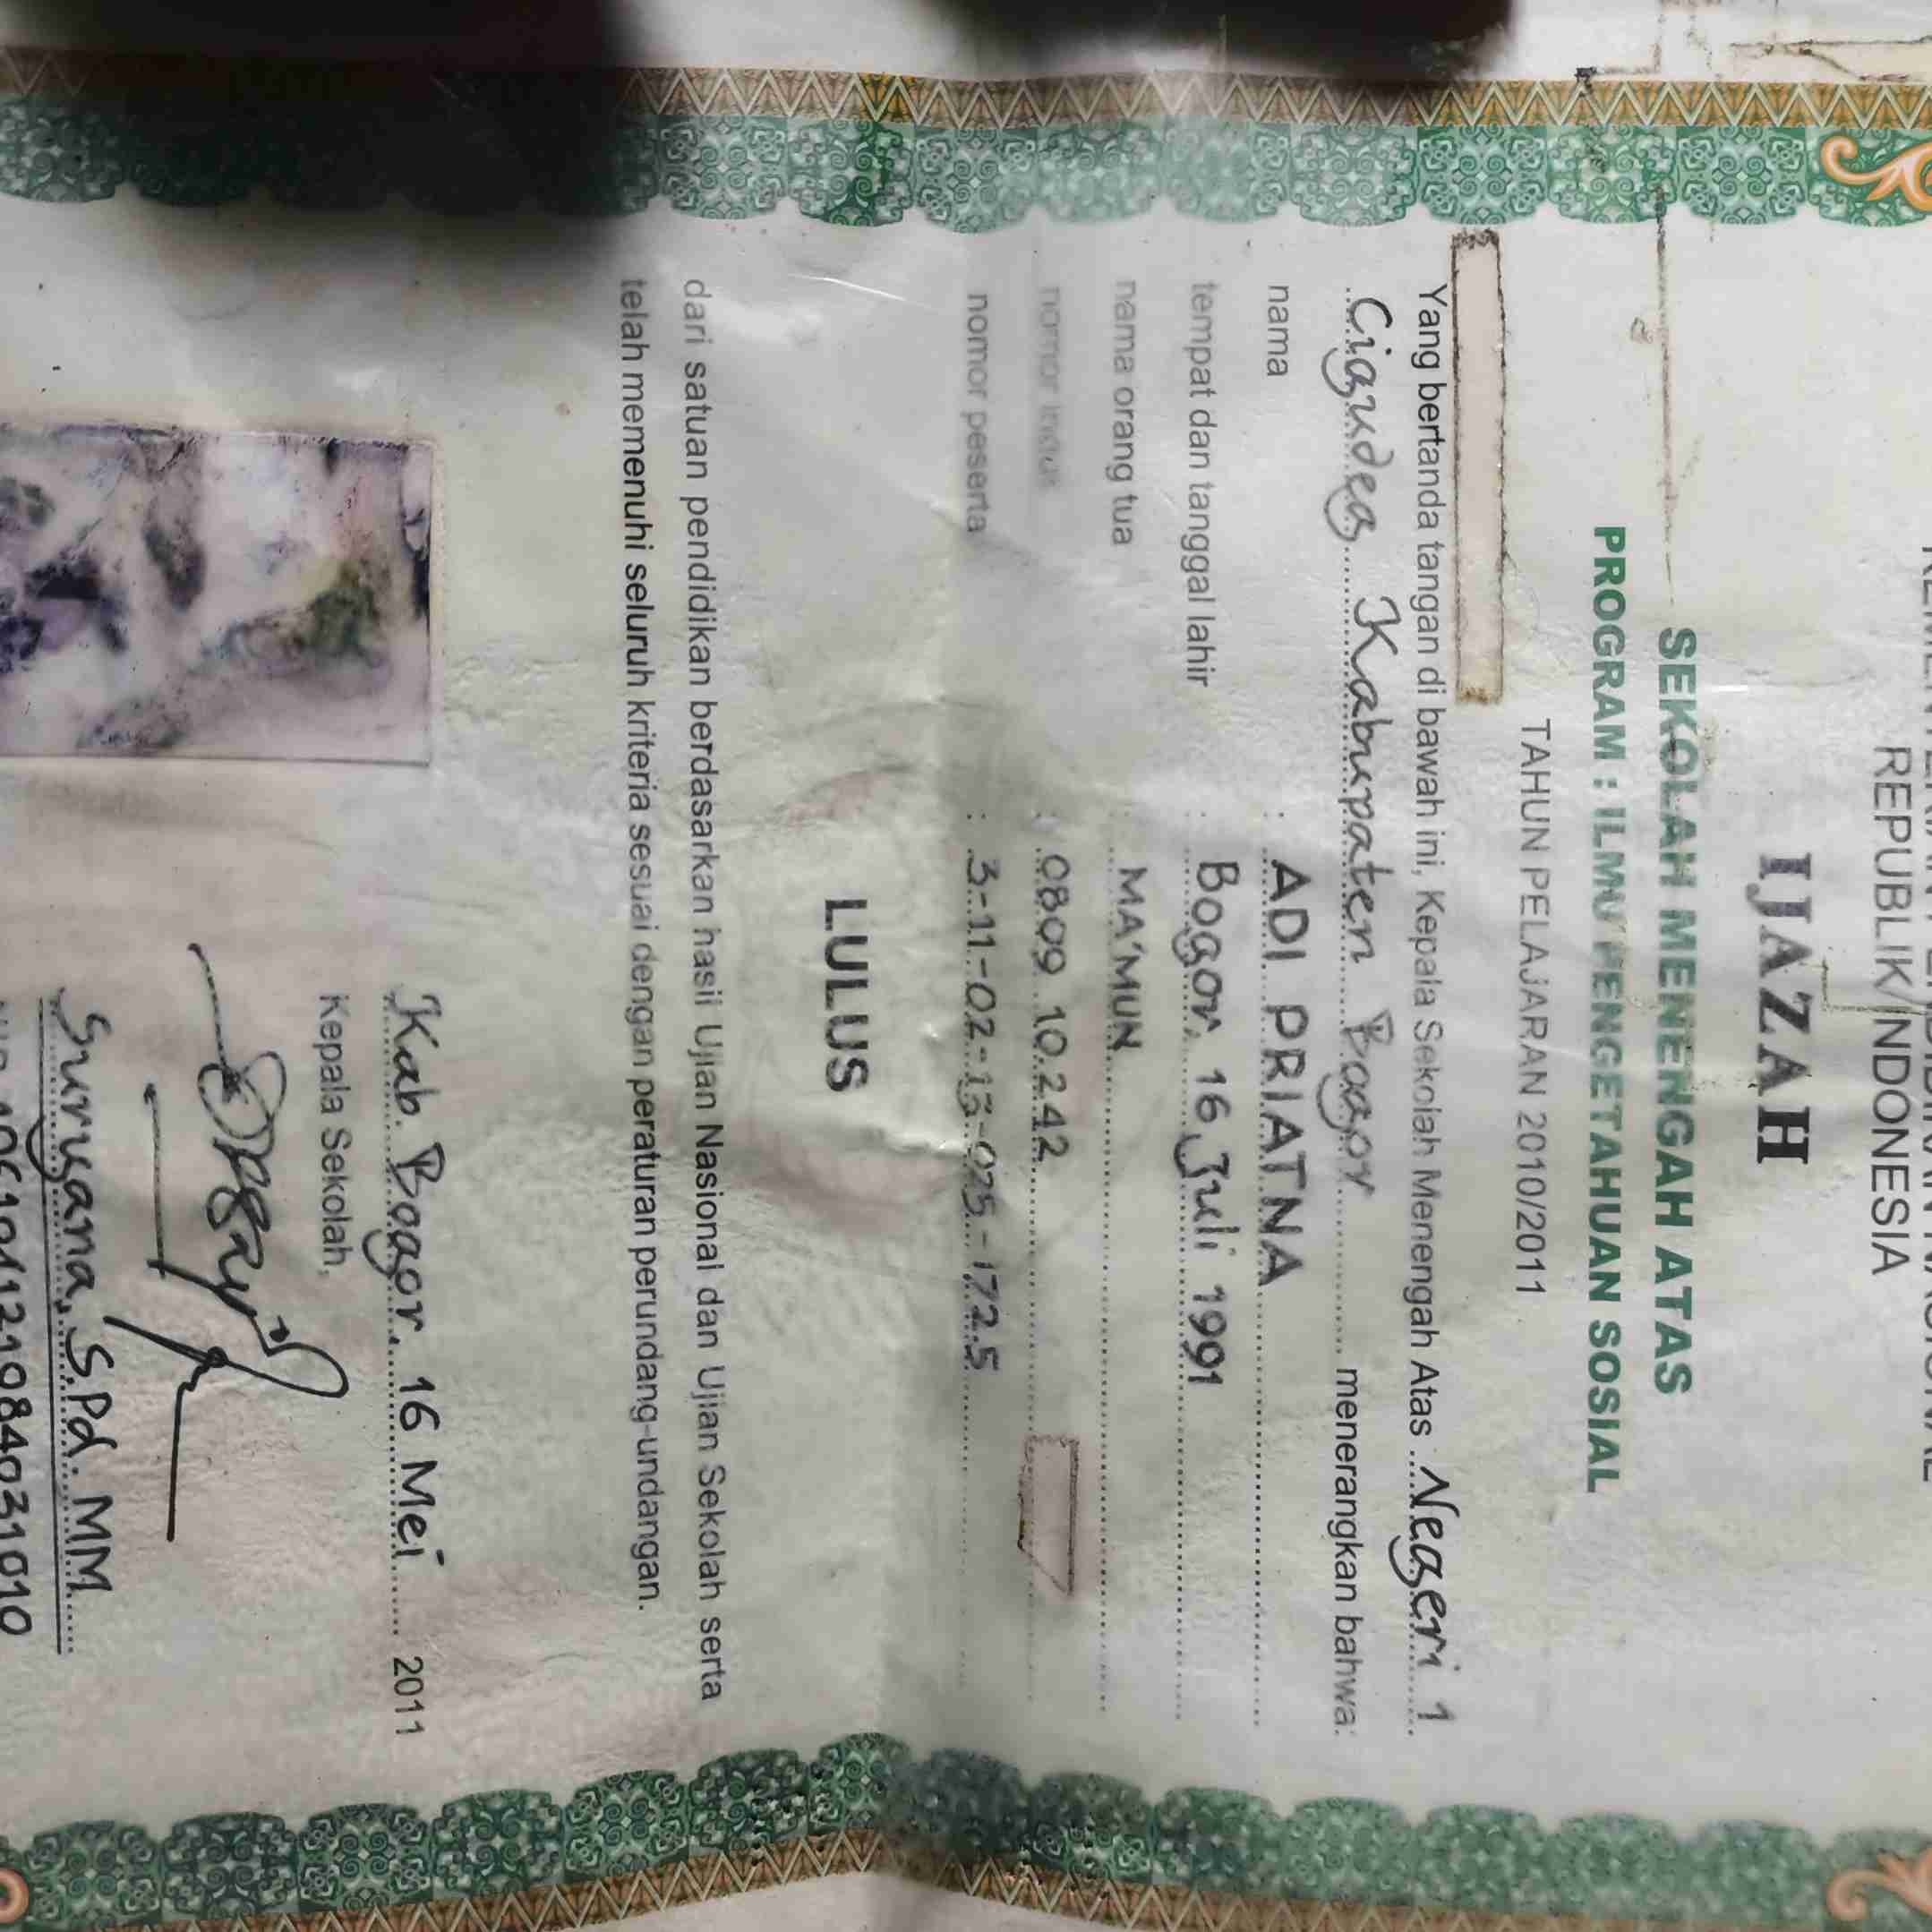 REPUBLIK INDONESIA
IJAZAH
SEKOLAH MENENGAH ATAS
PROGRAM : ILMU PENGETAHUAN SOSIAL
TAHUN PELAJARAN 2010/2011
Yang bertanda tangan di bawah ini, Kepala Sekolah Menengah Atas Negeri 1
Cigudeg Kabupaten Bogor menerangkan bahwa:
nama : ADI PRIATNA
tempat dan tanggal lahir : Bogor, 16 Juli 1991
nama orang tua : MA'MUN
nomor induk : 0809 10.242
nomor peserta : 3-11-02-13-025-172.5
LULUS
dari satuan pendidikan berdasarkan hasil Ujian Nasional dan Ujian Sekolah serta
telah memenuhi seluruh kriteria sesuai dengan peraturan perundang-undangan.
Kab. Bogor, 16 Mei 2011
Kepala Sekolah,
Suryana, S.Pd. MM